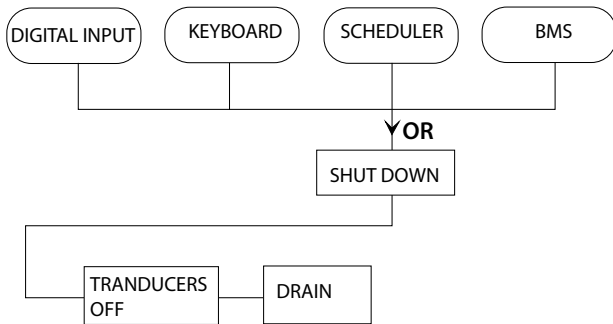 DIGITAL INPUT
KEYBOARD
SCHEDULER
BMS
OR
SHUT DOWN
TRANDUCERS
OFF
DRAIN